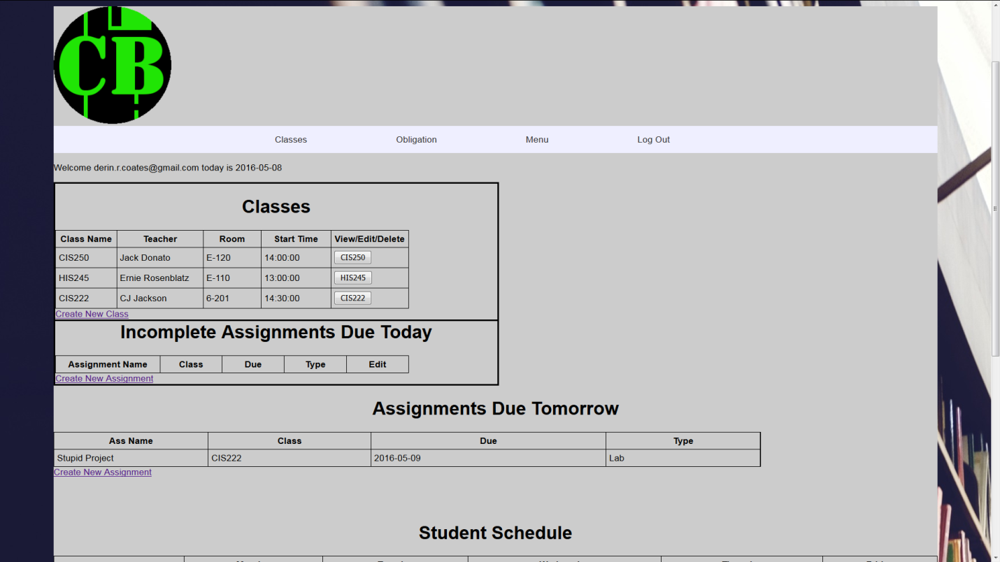 CB
Classes Obligation Menu Log Out
Welcome derin.r.coates@gmail.com today is 2016-05-08
Classes
Class Name Teacher Room Start Time View/Edit/Delete
CIS250 Jack Donato E-120 14:00:00 CIS250
HIS245 Ernie Rosenblatz E-110 13:00:00 HIS245
CIS222 CJ Jackson 6-201 14:30:00 CIS222
Create New Class
Incomplete Assignments Due Today
Assignment Name Class Due Type Edit
Create New Assignment
Assignments Due Tomorrow
Ass Name Class Due Type
Stupid Project CIS222 2016-05-09 Lab
Create New Assignment
Student Schedule